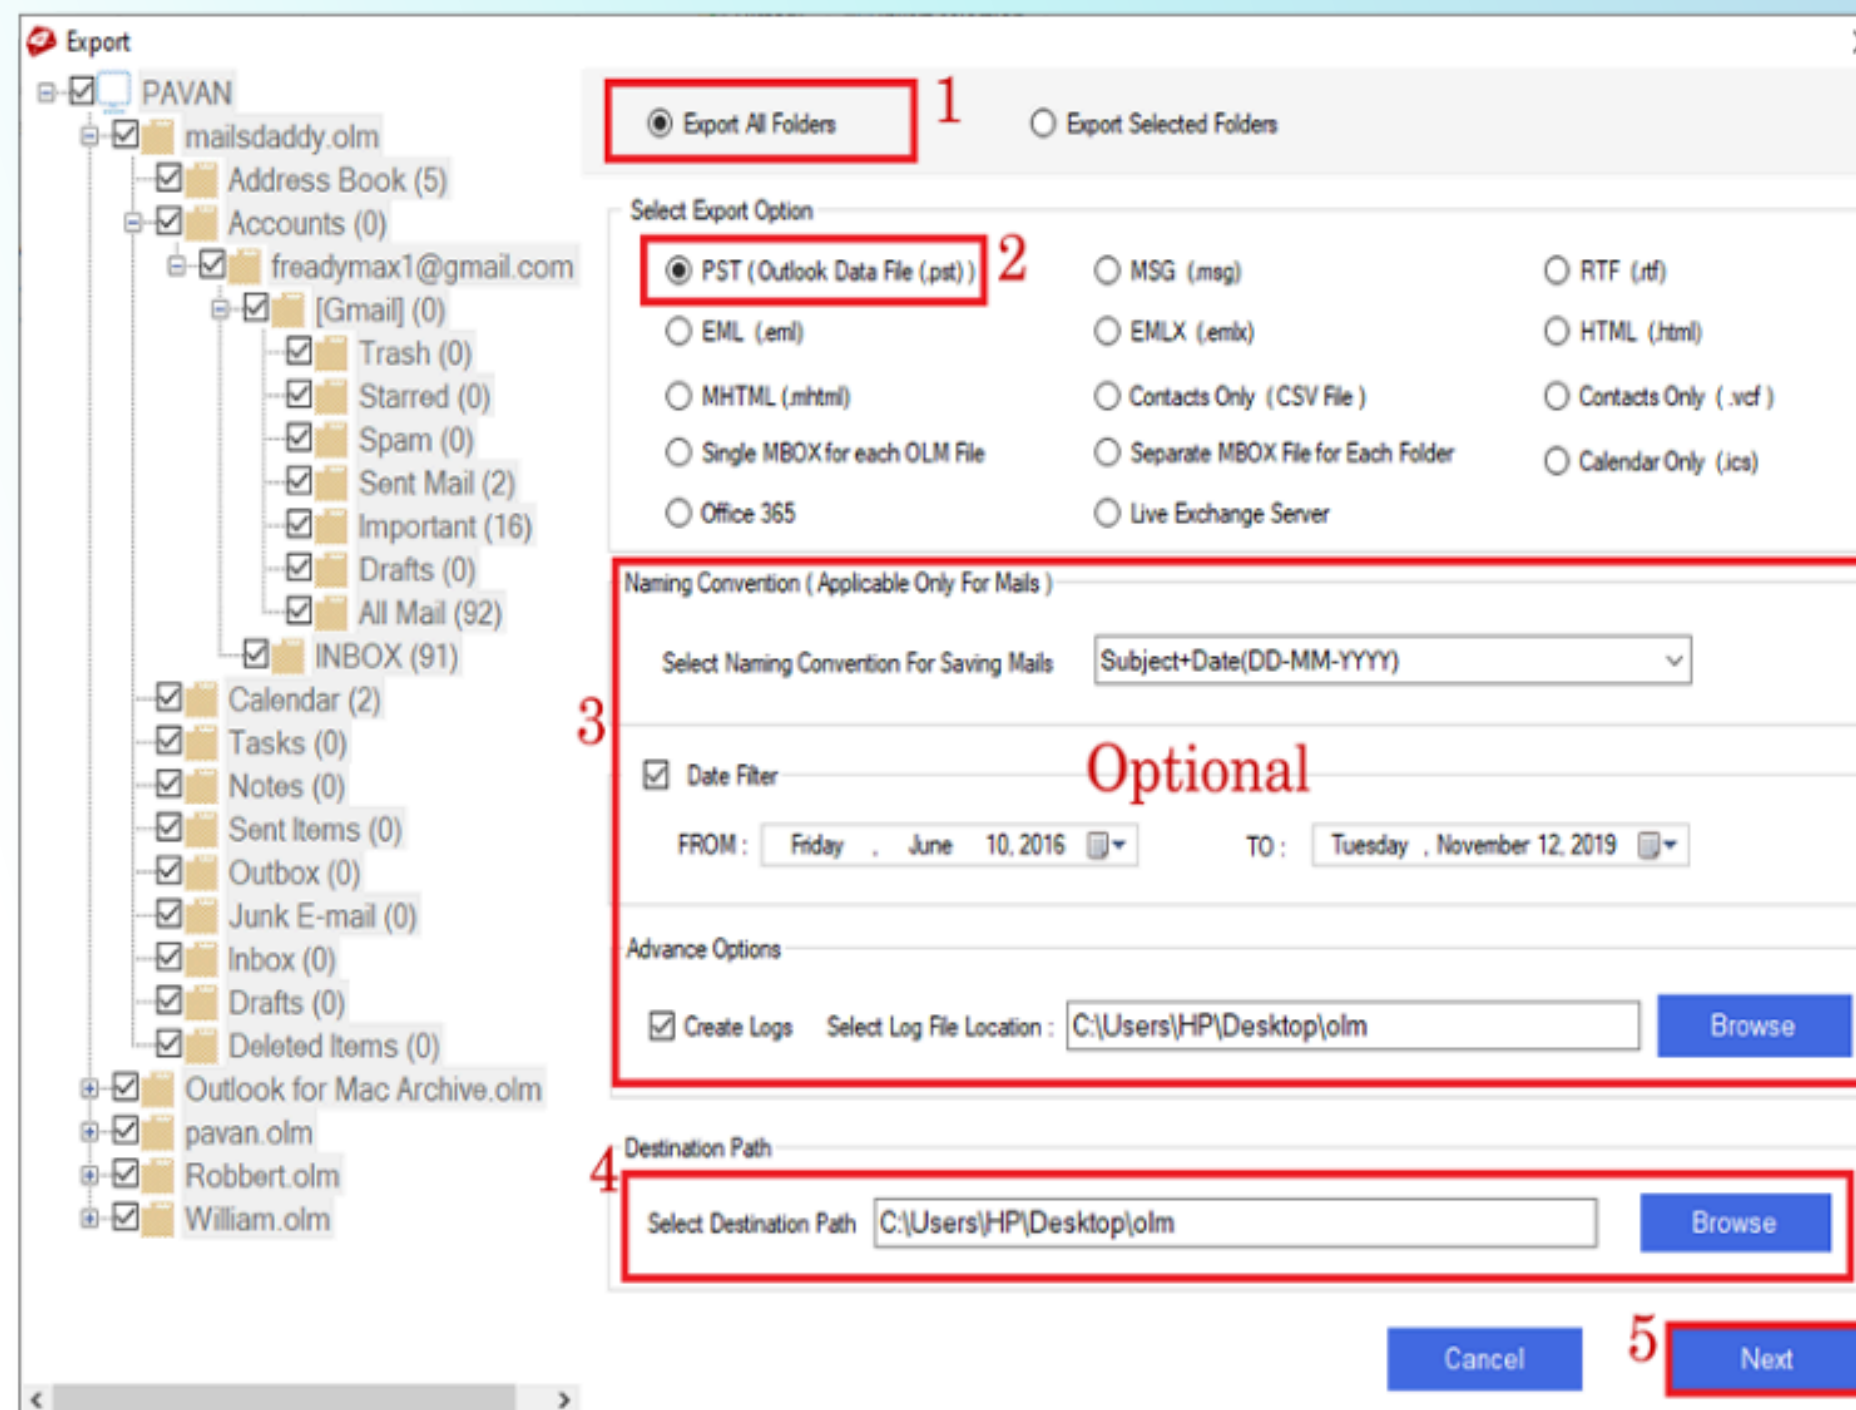 Export
PAVAN
mailsdaddy.olm
Address Book (5)
Accounts (0)
freadymax1@gmail.com
[Gmail] (0)
Trash (0)
Starred (0)
Spam (0)
Sent Mail (2)
Important (16)
Drafts (0)
All Mail (92)
INBOX (91)
Calendar (2)
Tasks (0)
Notes (0)
Sent Items (0)
Outbox (0)
Junk E-mail (0)
Inbox (0)
Drafts (0)
Deleted Items (0)
Outlook for Mac Archive.olm
pavan.olm
Robbert.olm
William.olm
Export All Folders 1 Export Selected Folders
Select Export Option
PST ( Outlook Data File (.pst) ) 2 MSG (.msg) RTF (.rtf)
EML (.eml) EMLX (.emlx) HTML (.html)
MHTML (.mhtml) Contacts Only ( CSV File ) Contacts Only ( .vcf )
Single MBOX for each OLM File Separate MBOX File for Each Folder Calendar Only (.ics)
Office 365 Live Exchange Server
Naming Convention ( Applicable Only For Mails )
Select Naming Convention For Saving Mails Subject+Date(DD-MM-YYYY)
3
Date Filter Optional
FROM : Friday , June 10, 2016 TO : Tuesday , November 12, 2019
Advance Options
Create Logs Select Log File Location : C:\Users\HP\Desktop\olm Browse
Destination Path
4
Select Destination Path C:\Users\HP\Desktop\olm Browse
Cancel 5 Next